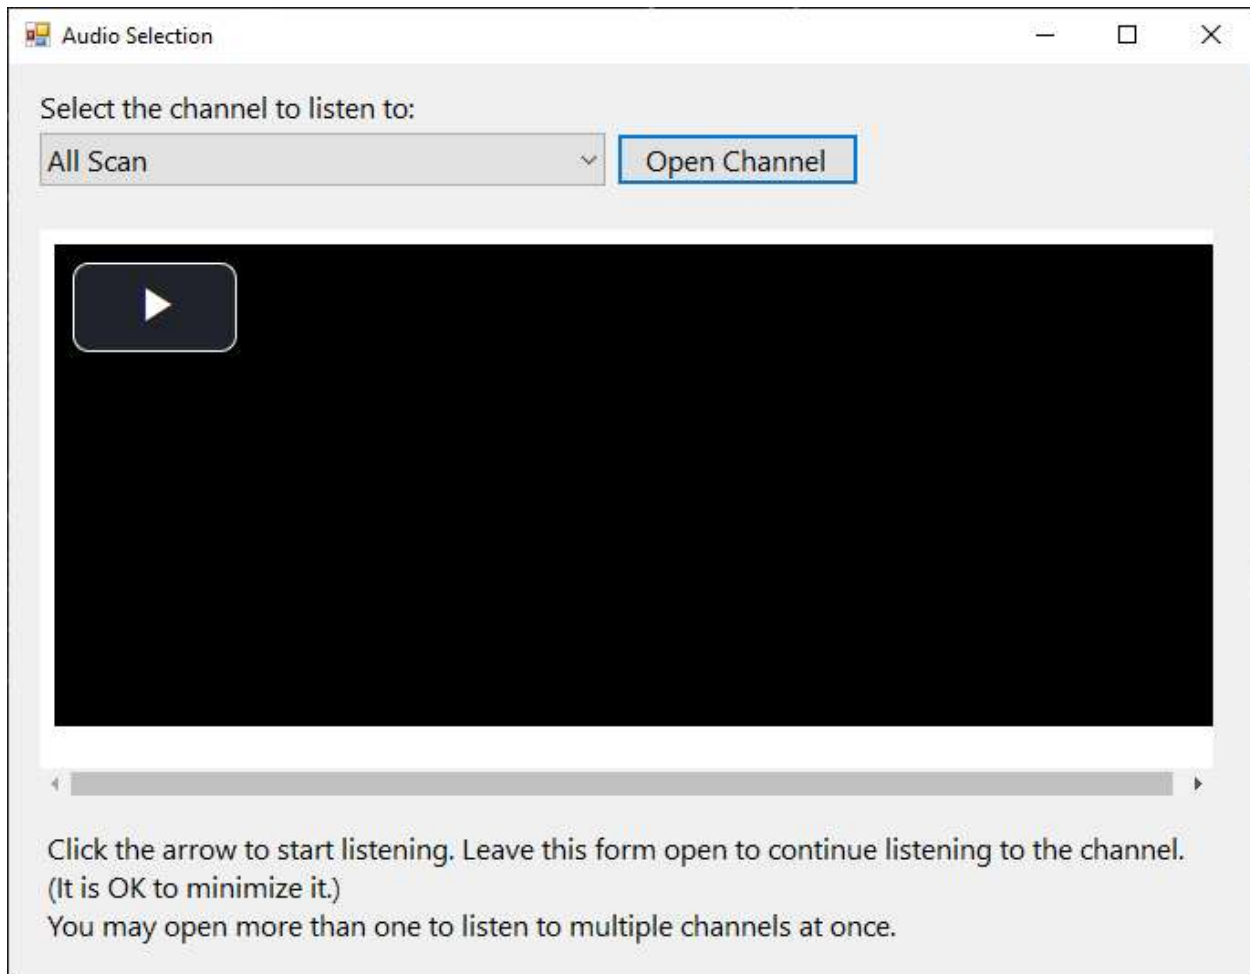 Audio Selection
Select the channel to listen to:
All Scan
Open Channel
Click the arrow to start listening. Leave this form open to continue listening to the channel.
(It is OK to minimize it.)
You may open more than one to listen to multiple channels at once.